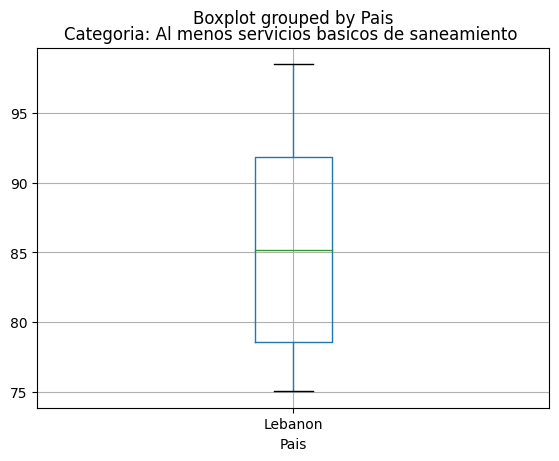 Boxplot grouped by Pais
Categoria: Al menos servicios basicos de saneamiento
95
90
85
80
75
Lebanon
Pais